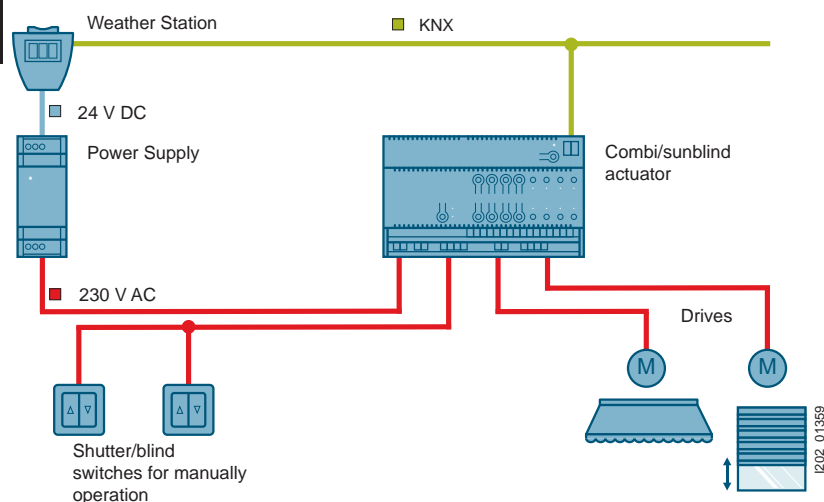 Weather Station
KNX
24 V DC
Power Supply
Combi/sunblind
actuator
230 V AC
Drives
M
M
Shutter/blind
switches for manually
operation
I202_01359